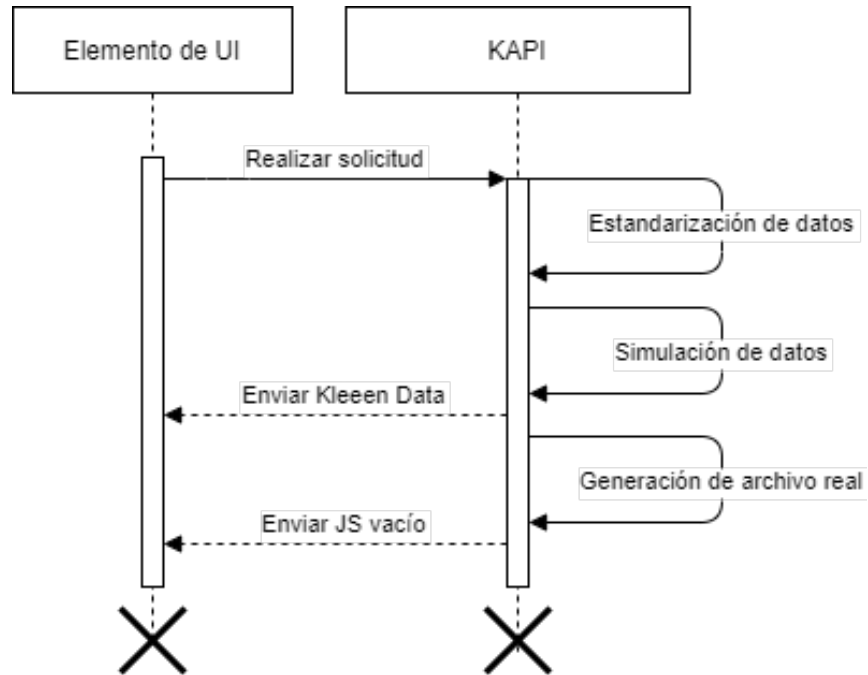 Elemento de UI
KAPI
Realizar solicitud
Estandarización de datos
Simulación de datos
Enviar Kleeen Data
Generación de archivo real
Enviar JS vacío